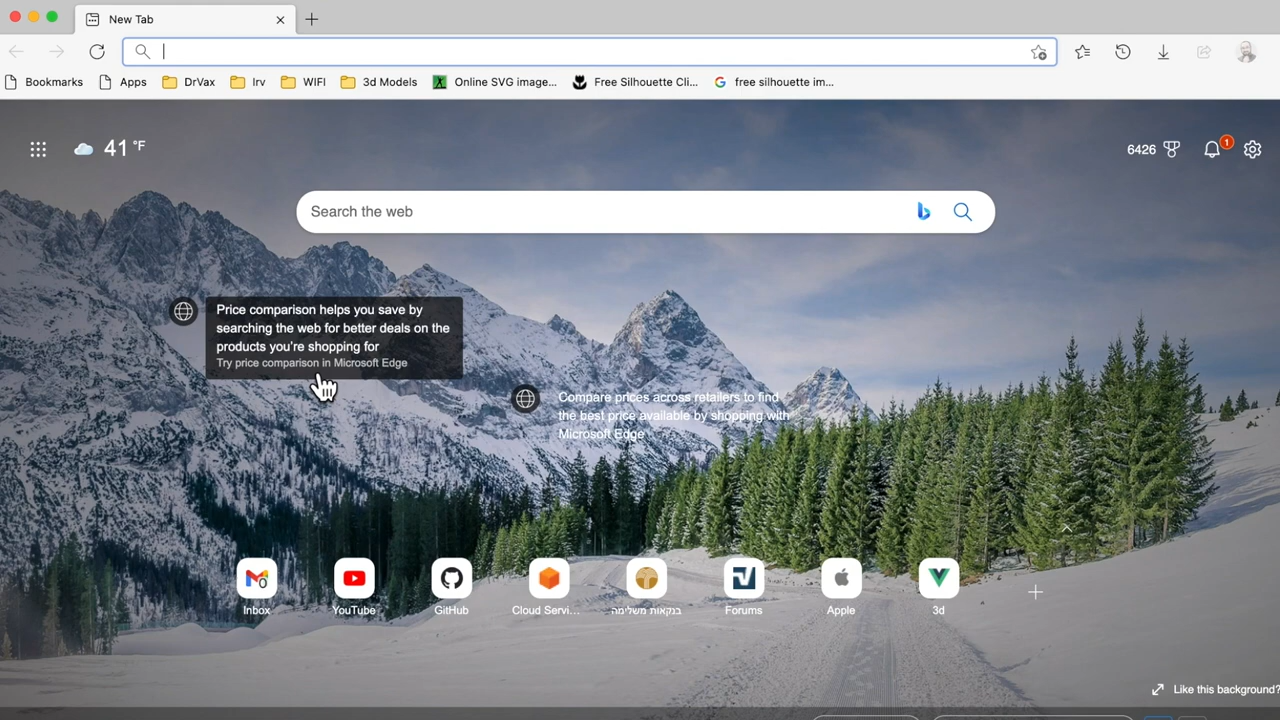 New Tab
Bookmarks
Apps
DrVax
Irv
WIFI
3d Models
Online SVG image...
Free Silhouette Cli...
free silhouette im...
41 °F
6426
1
Search the web
Price comparison helps you save by
searching the web for better deals on the
products you're shopping for
Try price comparison in Microsoft Edge
Compare prices across retailers to find
the best price available by shopping with
Microsoft Edge
Inbox
YouTube
GitHub
Cloud Servi...
בנקאות משלימה
Forums
Apple
3d
Like this background?